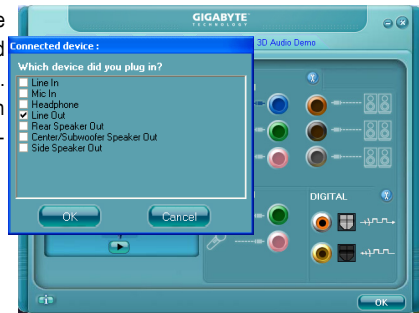 GIGABYTE
TECHNOLOGY
3D Audio Demo
Connected device :
Which device did you plug in?
Line In
Mic In
Headphone
Line Out
Rear Speaker Out
Center/Subwoofer Speaker Out
Side Speaker Out
OK
Cancel
DIGITAL
OK